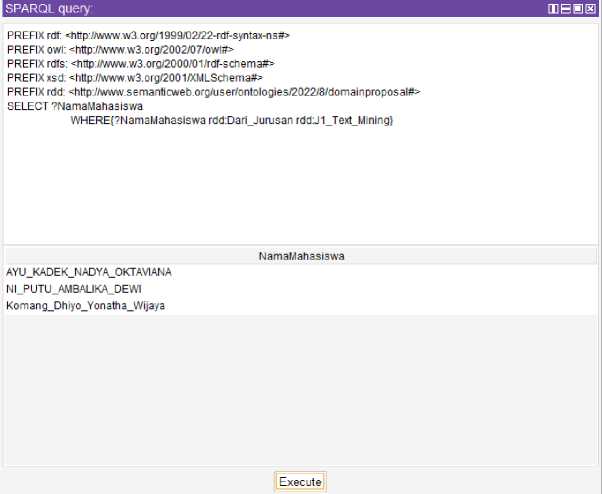 SPARQL query:
PREFIX rdf: <http://www.w3.org/1999/02/22-rdf-syntax-ns#>
PREFIX owl: <http://www.w3.org/2002/07/owl#>
PREFIX rdfs: <http://www.w3.org/2000/01/rdf-schema#>
PREFIX xsd: <http://www.w3.org/2001/XMLSchema#>
PREFIX rdd: <http://www.semanticweb.org/user/ontologies/2022/8/domainproposal#>
SELECT ?NamaMahasiswa
WHERE{?NamaMahasiswa rdd:Dari_Jurusan rdd:J1_Text_Mining}
NamaMahasiswa
AYU_KADEK_NADYA_OKTAVIANA
NI_PUTU_AMBALIKA_DEWI
Komang_Dhiyo_Yonatha_Wijaya
Execute